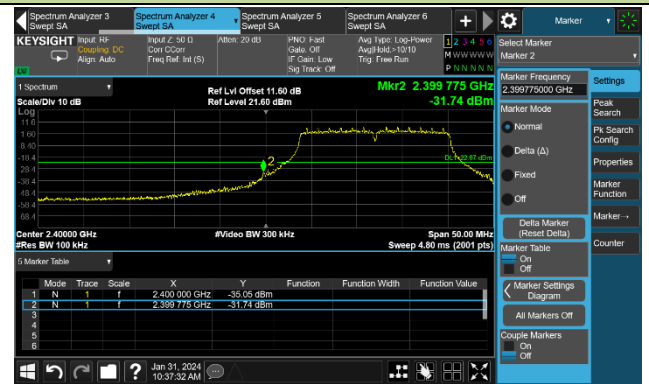 Spectrum Analyzer 3
Swept SA
Spectrum Analyzer 4
Swept SA
Spectrum Analyzer 5
Swept SA
Spectrum Analyzer 6
Swept SA
Marker
KEYSIGHT
Input: RF
Coupling: DC
Align: Auto
Input Z: 50 Ω
Corr CCorr
Freq Ref: Int (S)
Atten: 20 dB
PNO: Fast
Gate: Off
IF Gain: Low
Sig Track: Off
Avg Type: Log-Power
Avg|Hold:>10/10
Trig: Free Run
1 2 3 4 5 6
M W W W W W
P N N N N N
LVI
1 Spectrum
Scale/Div 10 dB
Ref Lvl Offset 11.60 dB
Ref Level 21.60 dBm
Mkr2 2.399 775 GHz
-31.74 dBm
Log
11.6
1.60
-8.40
-18.4
-28.4
-38.4
-48.4
-58.4
-68.4
2
DL1 -22.97 dBm
Center 2.40000 GHz
#Res BW 100 kHz
#Video BW 300 kHz
Span 50.00 MHz
Sweep 4.80 ms (2001 pts)
5 Marker Table
Mode Trace Scale X Y Function Function Width Function Value
1 N 1 f 2.400 000 GHz -35.05 dBm
2 N 1 f 2.399 775 GHz -31.74 dBm
3
4
5
6
Select Marker
Marker 2
Marker Frequency
2.399775000 GHz
Marker Mode
Normal
Delta (Δ)
Fixed
Off
Delta Marker
(Reset Delta)
Marker Table
On
Off
Marker Settings
Diagram
All Markers Off
Couple Markers
On
Off
Settings
Peak
Search
Pk Search
Config
Properties
Marker
Function
Marker→
Counter
?
Jan 31, 2024
10:37:32 AM